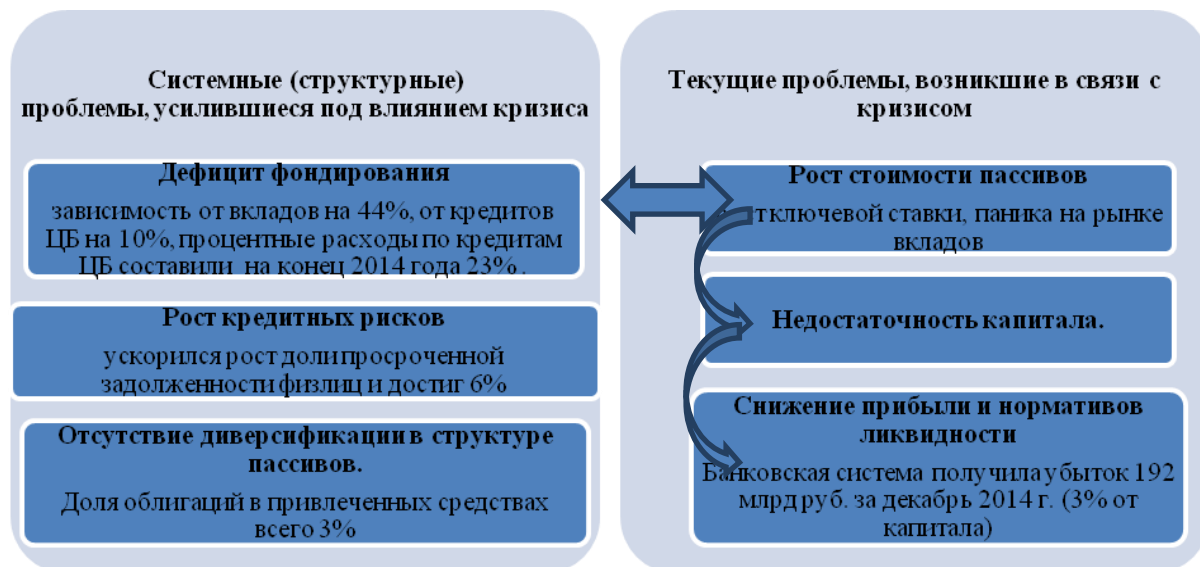 Системные (структурные)
проблемы, усилившиеся под влиянием кризиса
Дефицит фондирования
зависимость от вкладов на 44%, от кредитов
ЦБ на 10%, процентные расходы по кредитам
ЦБ составили на конец 2014 года 23% .
Рост кредитных рисков
ускорился рост доли просроченной
задолженности физлиц и достиг 6%
Отсутствие диверсификации в структуре
пассивов.
Доля облигаций в привлеченных средствах
всего 3%
Текущие проблемы, возникшие в связи с
кризисом
Рост стоимости пассивов
ключевой ставки, паника на рынке
вкладов
Недостаточность капитала.
Снижение прибыли и нормативов
ликвидности
Банковская система получила убыток 192
млрд руб. за декабрь 2014 г. (3% от
капитала)